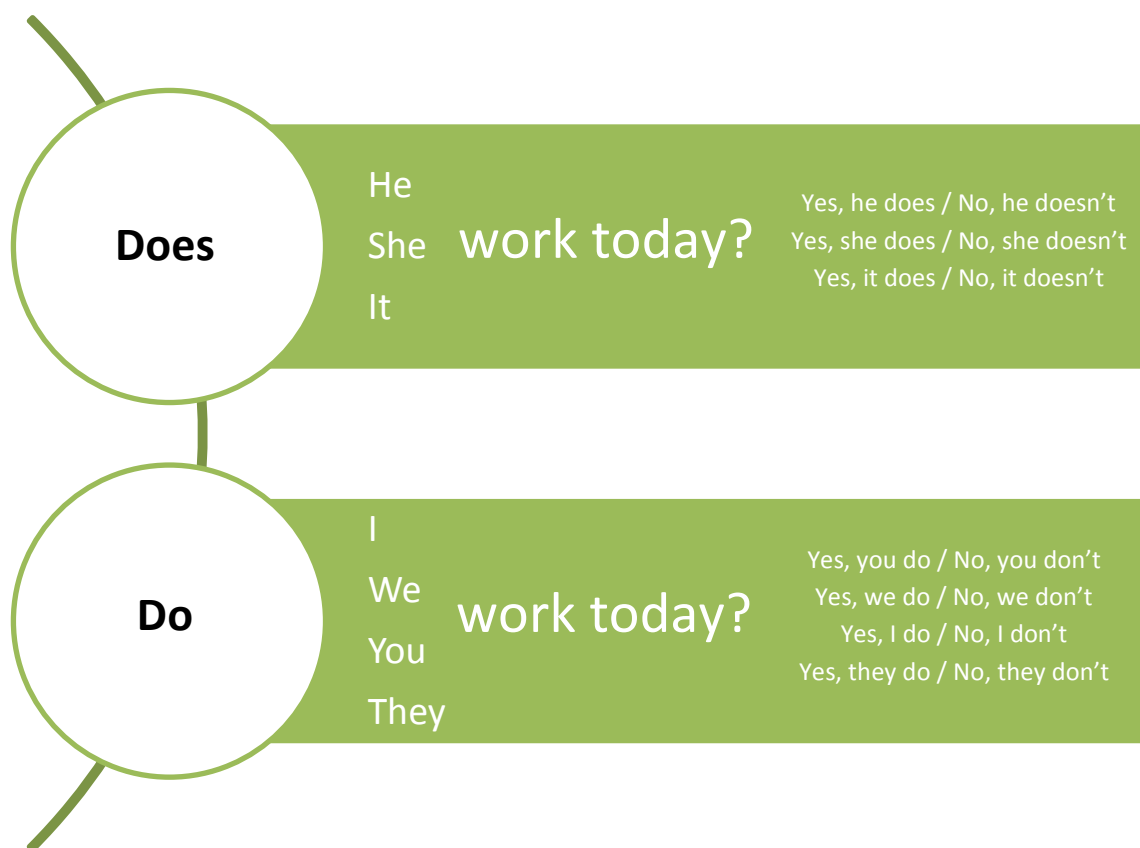 Does
He
She
It
work today?
Yes, he does / No, he doesn’t
Yes, she does / No, she doesn’t
Yes, it does / No, it doesn’t
Do
I
We
You
They
work today?
Yes, you do / No, you don’t
Yes, we do / No, we don’t
Yes, I do / No, I don’t
Yes, they do / No, they don’t